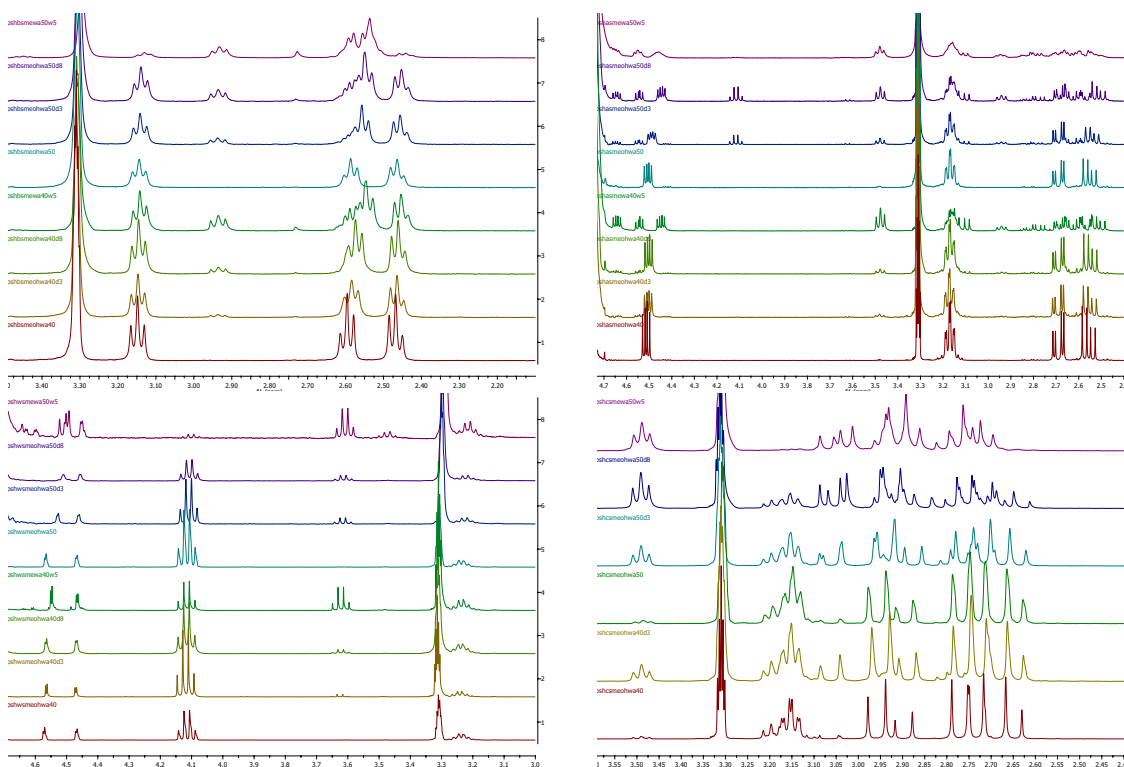 oshbsmewa50w5
8
oshbsmeohwa50d8
7
oshbsmeohwa50d3
6
oshbsmeohwa50
5
oshbsmewa40w5
4
oshbsmeohwa40d8
3
oshbsmeohwa40d3
2
oshbsmeohwa40
1
3.40 3.30 3.20 3.10 3.00 2.90 2.80 2.70 2.60 2.50 2.40 2.30 2.20
oshasmewa50w5
oshasmeohwa50d8
oshasmeohwa50d3
oshasmeohwa50
oshasmewa40w5
oshasmeohwa40d3
oshasmeohwa40
4.7 4.6 4.5 4.4 4.3 4.2 4.1 4.0 3.9 3.8 3.7 3.6 3.5 3.4 3.3 3.2 3.1 3.0 2.9 2.8 2.7 2.6 2.5
oshwsmewa50w5
8
oshwsmeohwa50d8
7
oshwsmeohwa50d3
6
oshwsmeohwa50
5
oshwsmewa40w5
4
oshwsmeohwa40d8
3
oshwsmeohwa40d3
2
oshwsmeohwa40
1
4.6 4.5 4.4 4.3 4.2 4.1 4.0 3.9 3.8 3.7 3.6 3.5 3.4 3.3 3.2 3.1 3.0
oshcsmewa50w5
oshcsmeohwa50d8
oshcsmeohwa50d3
oshcsmeohwa50
oshcsmeohwa40d3
oshcsmeohwa40
3.55 3.50 3.45 3.40 3.35 3.30 3.25 3.20 3.15 3.10 3.05 3.00 2.95 2.90 2.85 2.80 2.75 2.70 2.65 2.60 2.55 2.50 2.45